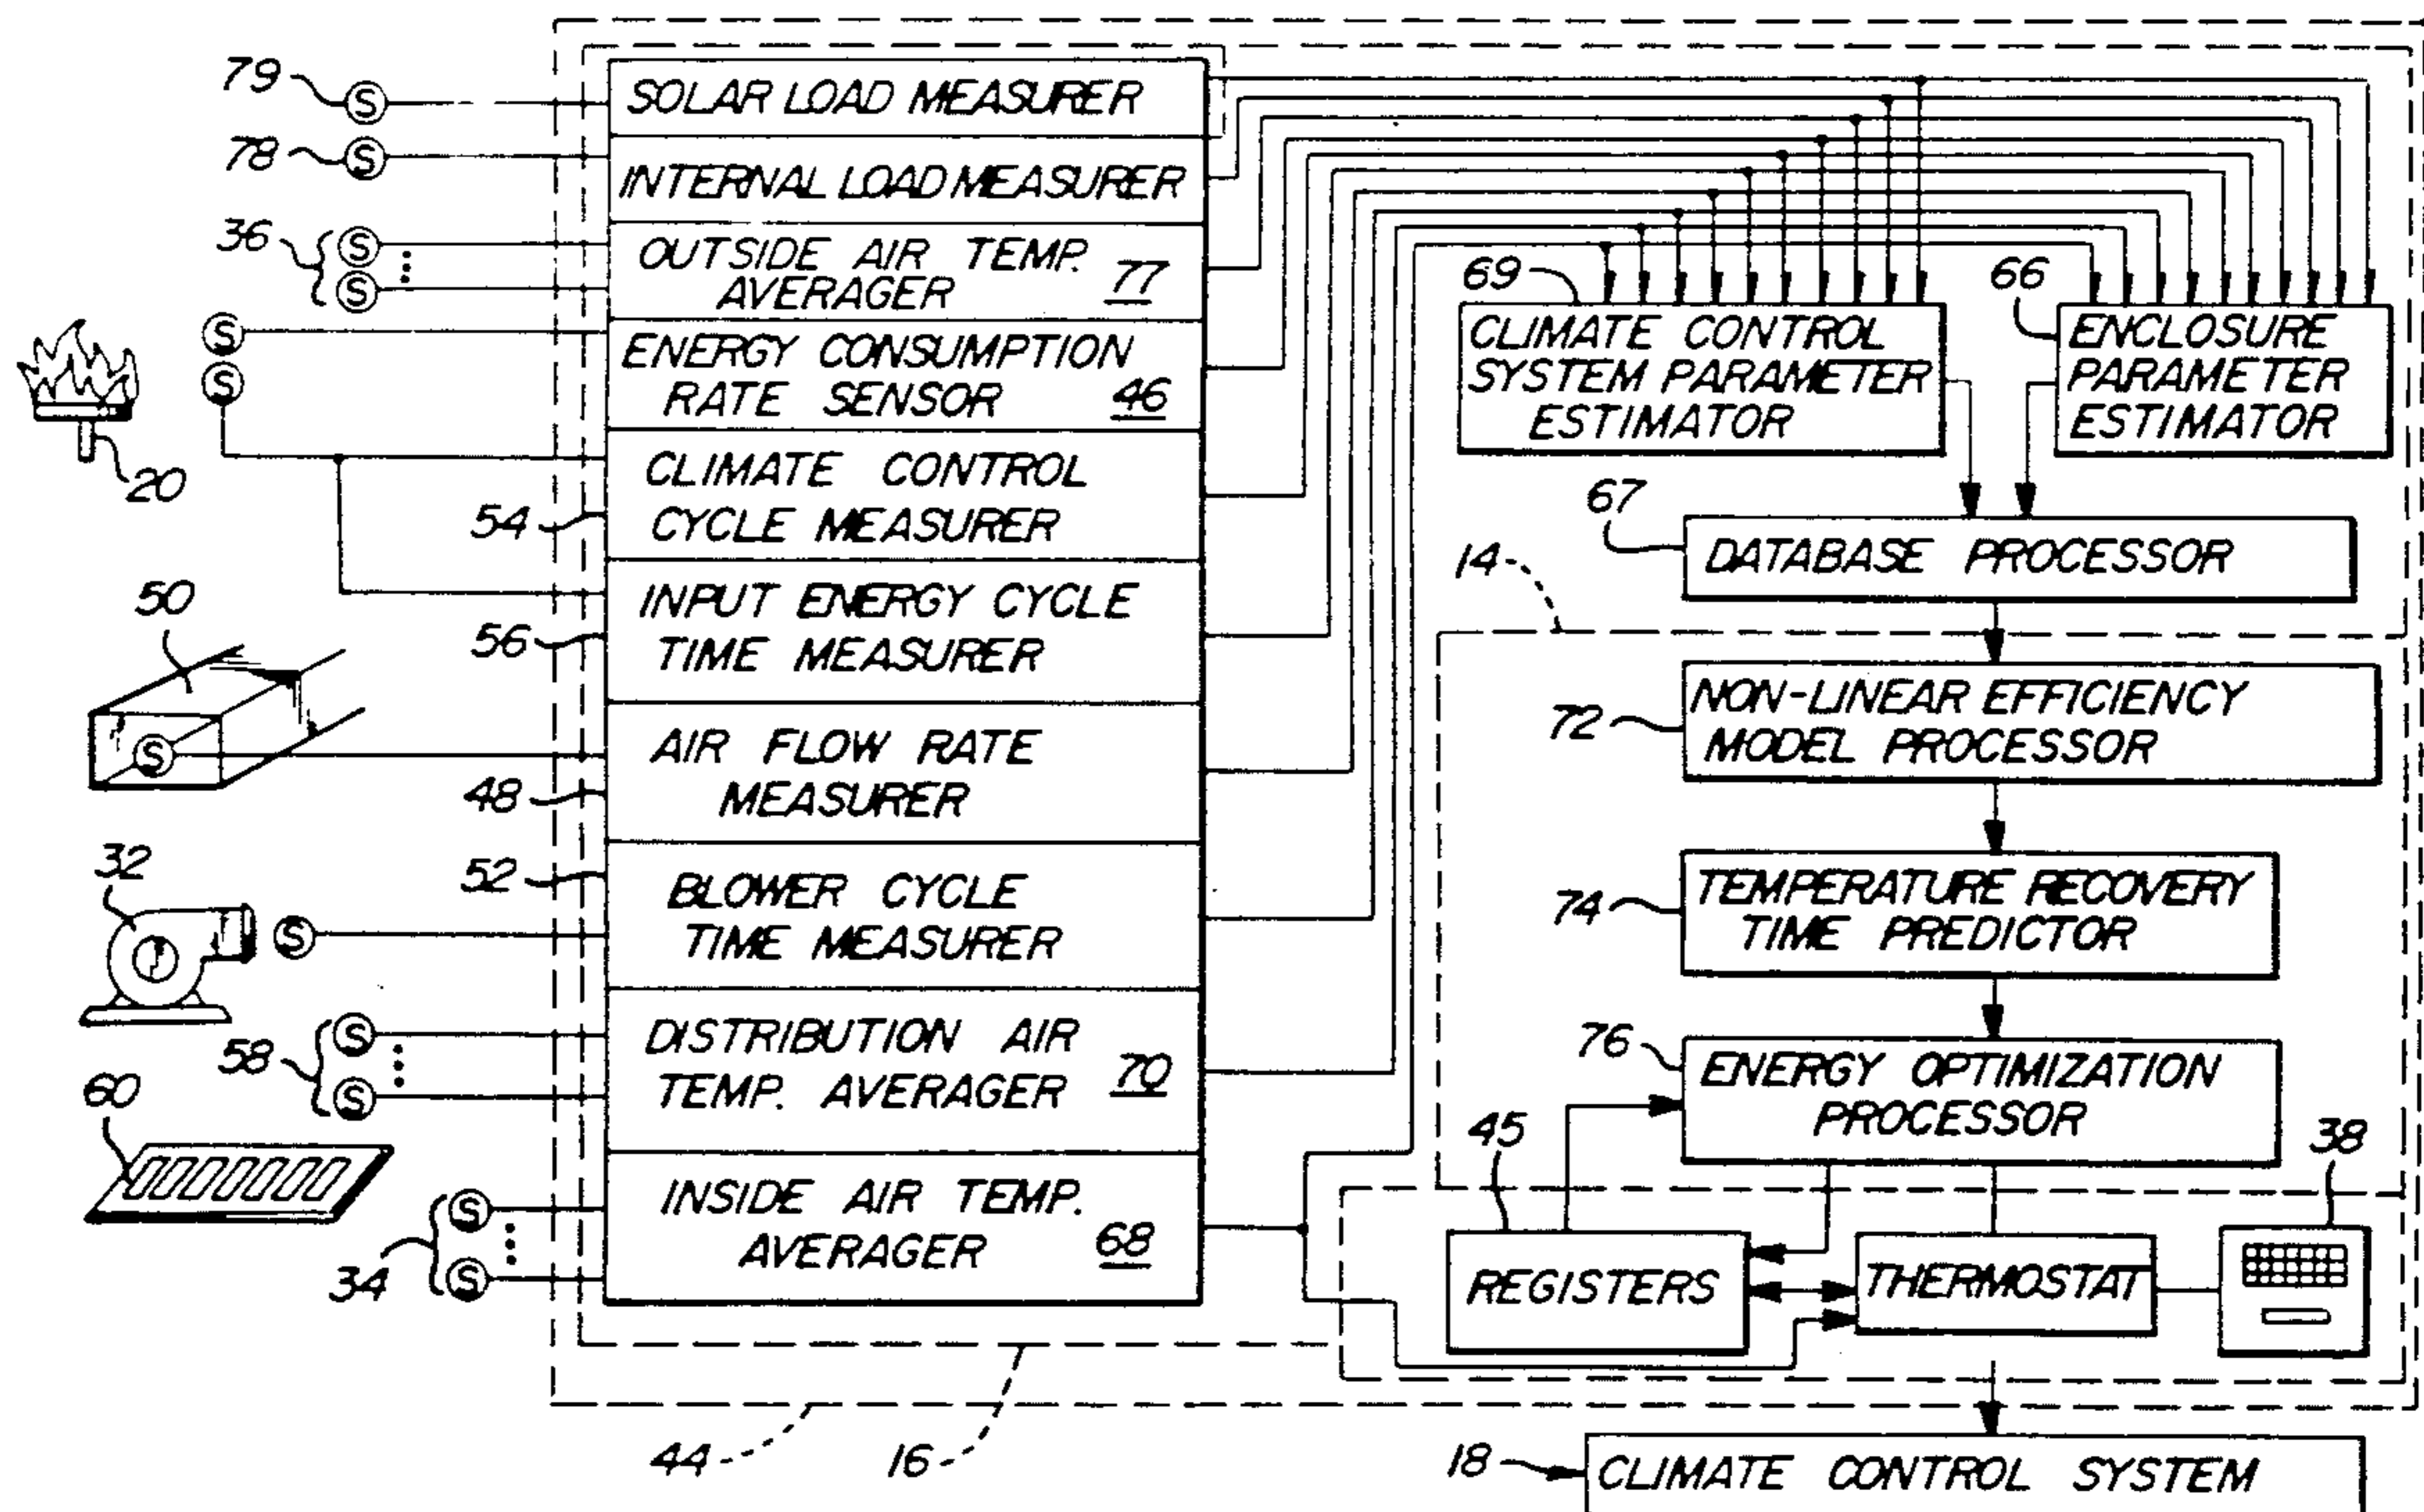 79
S
SOLAR LOAD MEASURER
78
S
INTERNAL LOAD MEASURER
36
S
S
OUTSIDE AIR TEMP.
AVERAGER 77
S
S
20
ENERGY CONSUMPTION
RATE SENSOR 46
54
CLIMATE CONTROL
CYCLE MEASURER
56
INPUT ENERGY CYCLE
TIME MEASURER
50
S
48
AIR FLOW RATE
MEASURER
32
S
52
BLOWER CYCLE
TIME MEASURER
58
S
S
DISTRIBUTION AIR
TEMP. AVERAGER 70
60
34
S
S
INSIDE AIR TEMP.
AVERAGER 68
69
CLIMATE CONTROL
SYSTEM PARAMETER
ESTIMATOR
66
ENCLOSURE
PARAMETER
ESTIMATOR
67
DATABASE PROCESSOR
14
72
NON-LINEAR EFFICIENCY
MODEL PROCESSOR
74
TEMPERATURE RECOVERY
TIME PREDICTOR
76
ENERGY OPTIMIZATION
PROCESSOR
45
REGISTERS
THERMOSTAT
38
44
16
18
CLIMATE CONTROL SYSTEM